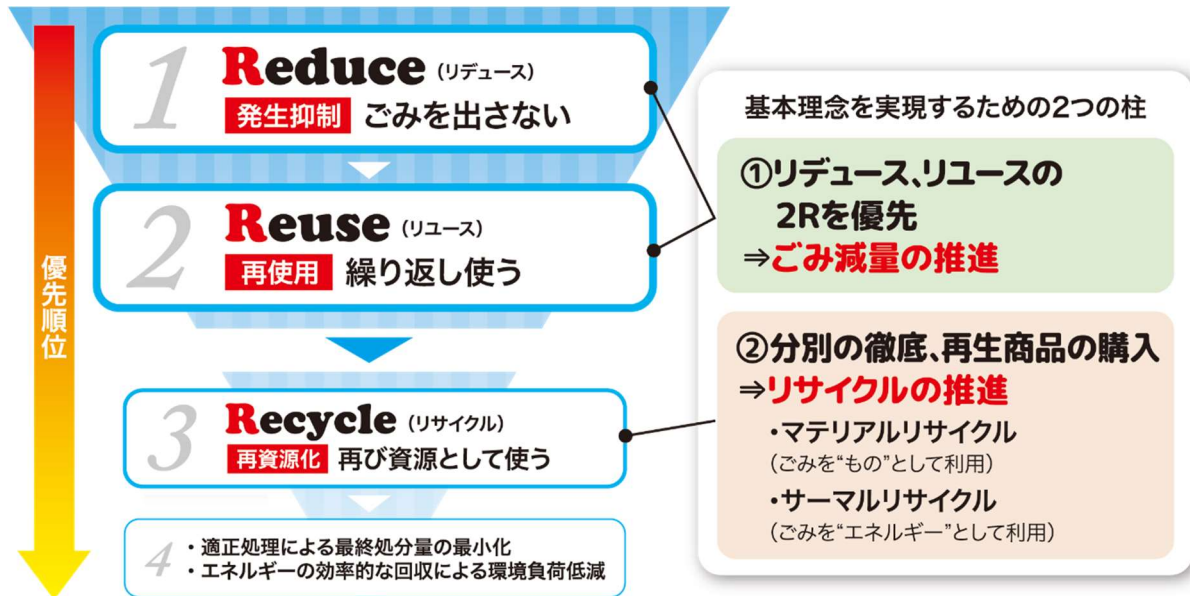 優先順位
1 Reduce (リデュース)
発生抑制 ごみを出さない
2 Reuse (リユース)
再使用 繰り返し使う
3 Recycle (リサイクル)
再資源化 再び資源として使う
4 ・適正処理による最終処分量の最小化
・エネルギーの効率的な回収による環境負荷低減
基本理念を実現するための2つの柱
①リデュース、リユースの
2Rを優先
⇒ごみ減量の推進
②分別の徹底、再生商品の購入
⇒リサイクルの推進
・マテリアルリサイクル
(ごみを“もの”として利用)
・サーマルリサイクル
(ごみを“エネルギー”として利用)